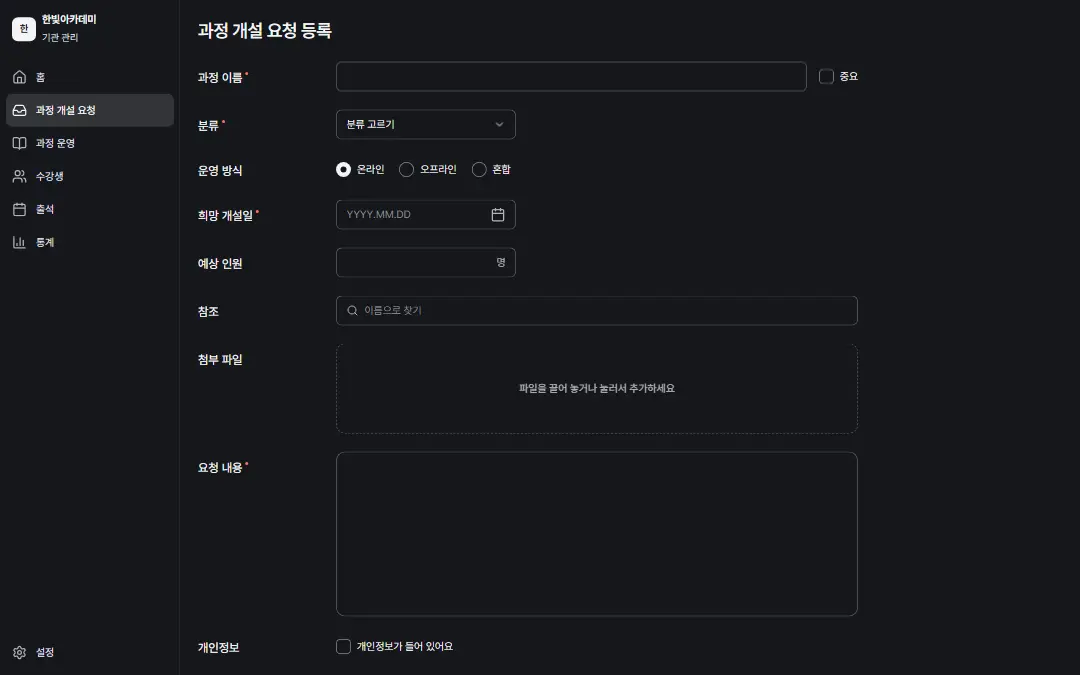 한
한빛아카데미
기관 관리
홈
과정 개설 요청
과정 운영
수강생
출석
통계
설정
과정 개설 요청 등록
과정 이름*
중요
분류*
분류 고르기
운영 방식
온라인 오프라인 혼합
희망 개설일*
YYYY.MM.DD
예상 인원
명
참조
이름으로 찾기
첨부 파일
파일을 끌어 놓거나 눌러서 추가하세요
요청 내용*
개인정보
개인정보가 들어 있어요